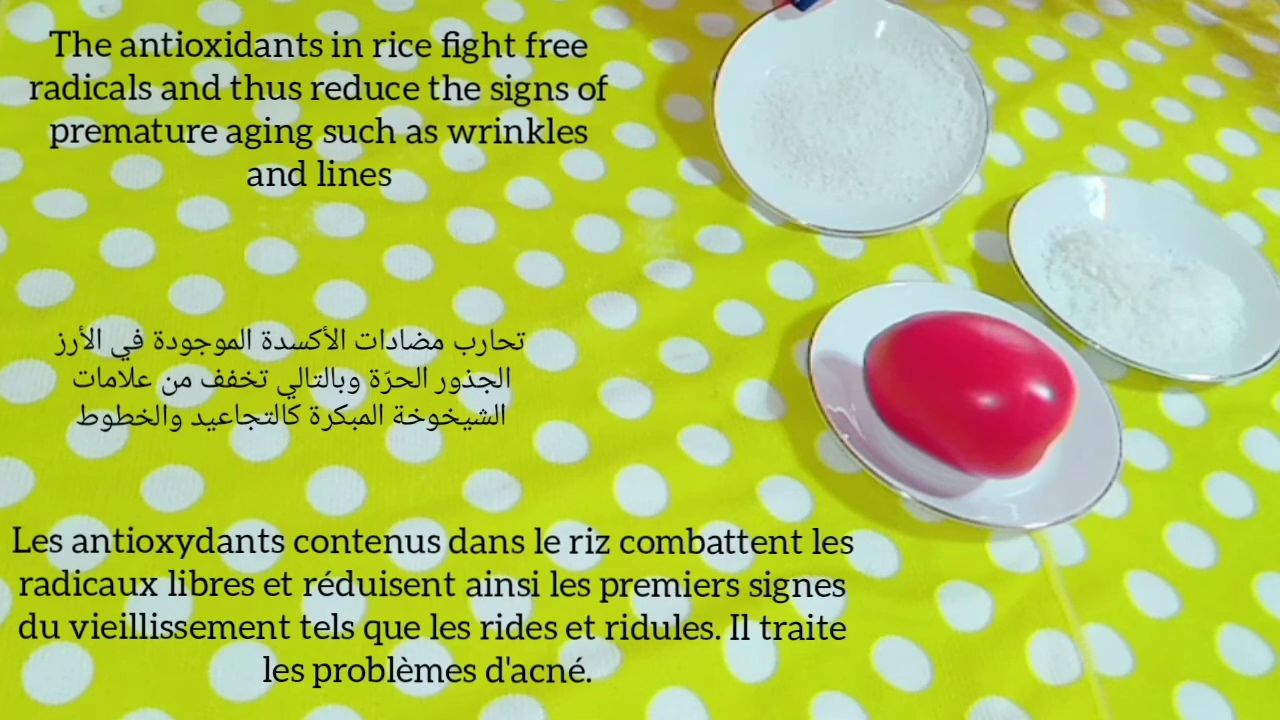 The antioxidants in rice fight free
radicals and thus reduce the signs of
premature aging such as wrinkles
and lines
تحارب مضادات الأكسدة الموجودة في الأرز
الجذور الحرّة وبالتالي تخفف من علامات
الشيخوخة المبكرة كالتجاعيد والخطوط
Les antioxydants contenus dans le riz combattent les
radicaux libres et réduisent ainsi les premiers signes
du vieillissement tels que les rides et ridules. Il traite
les problèmes d'acné.